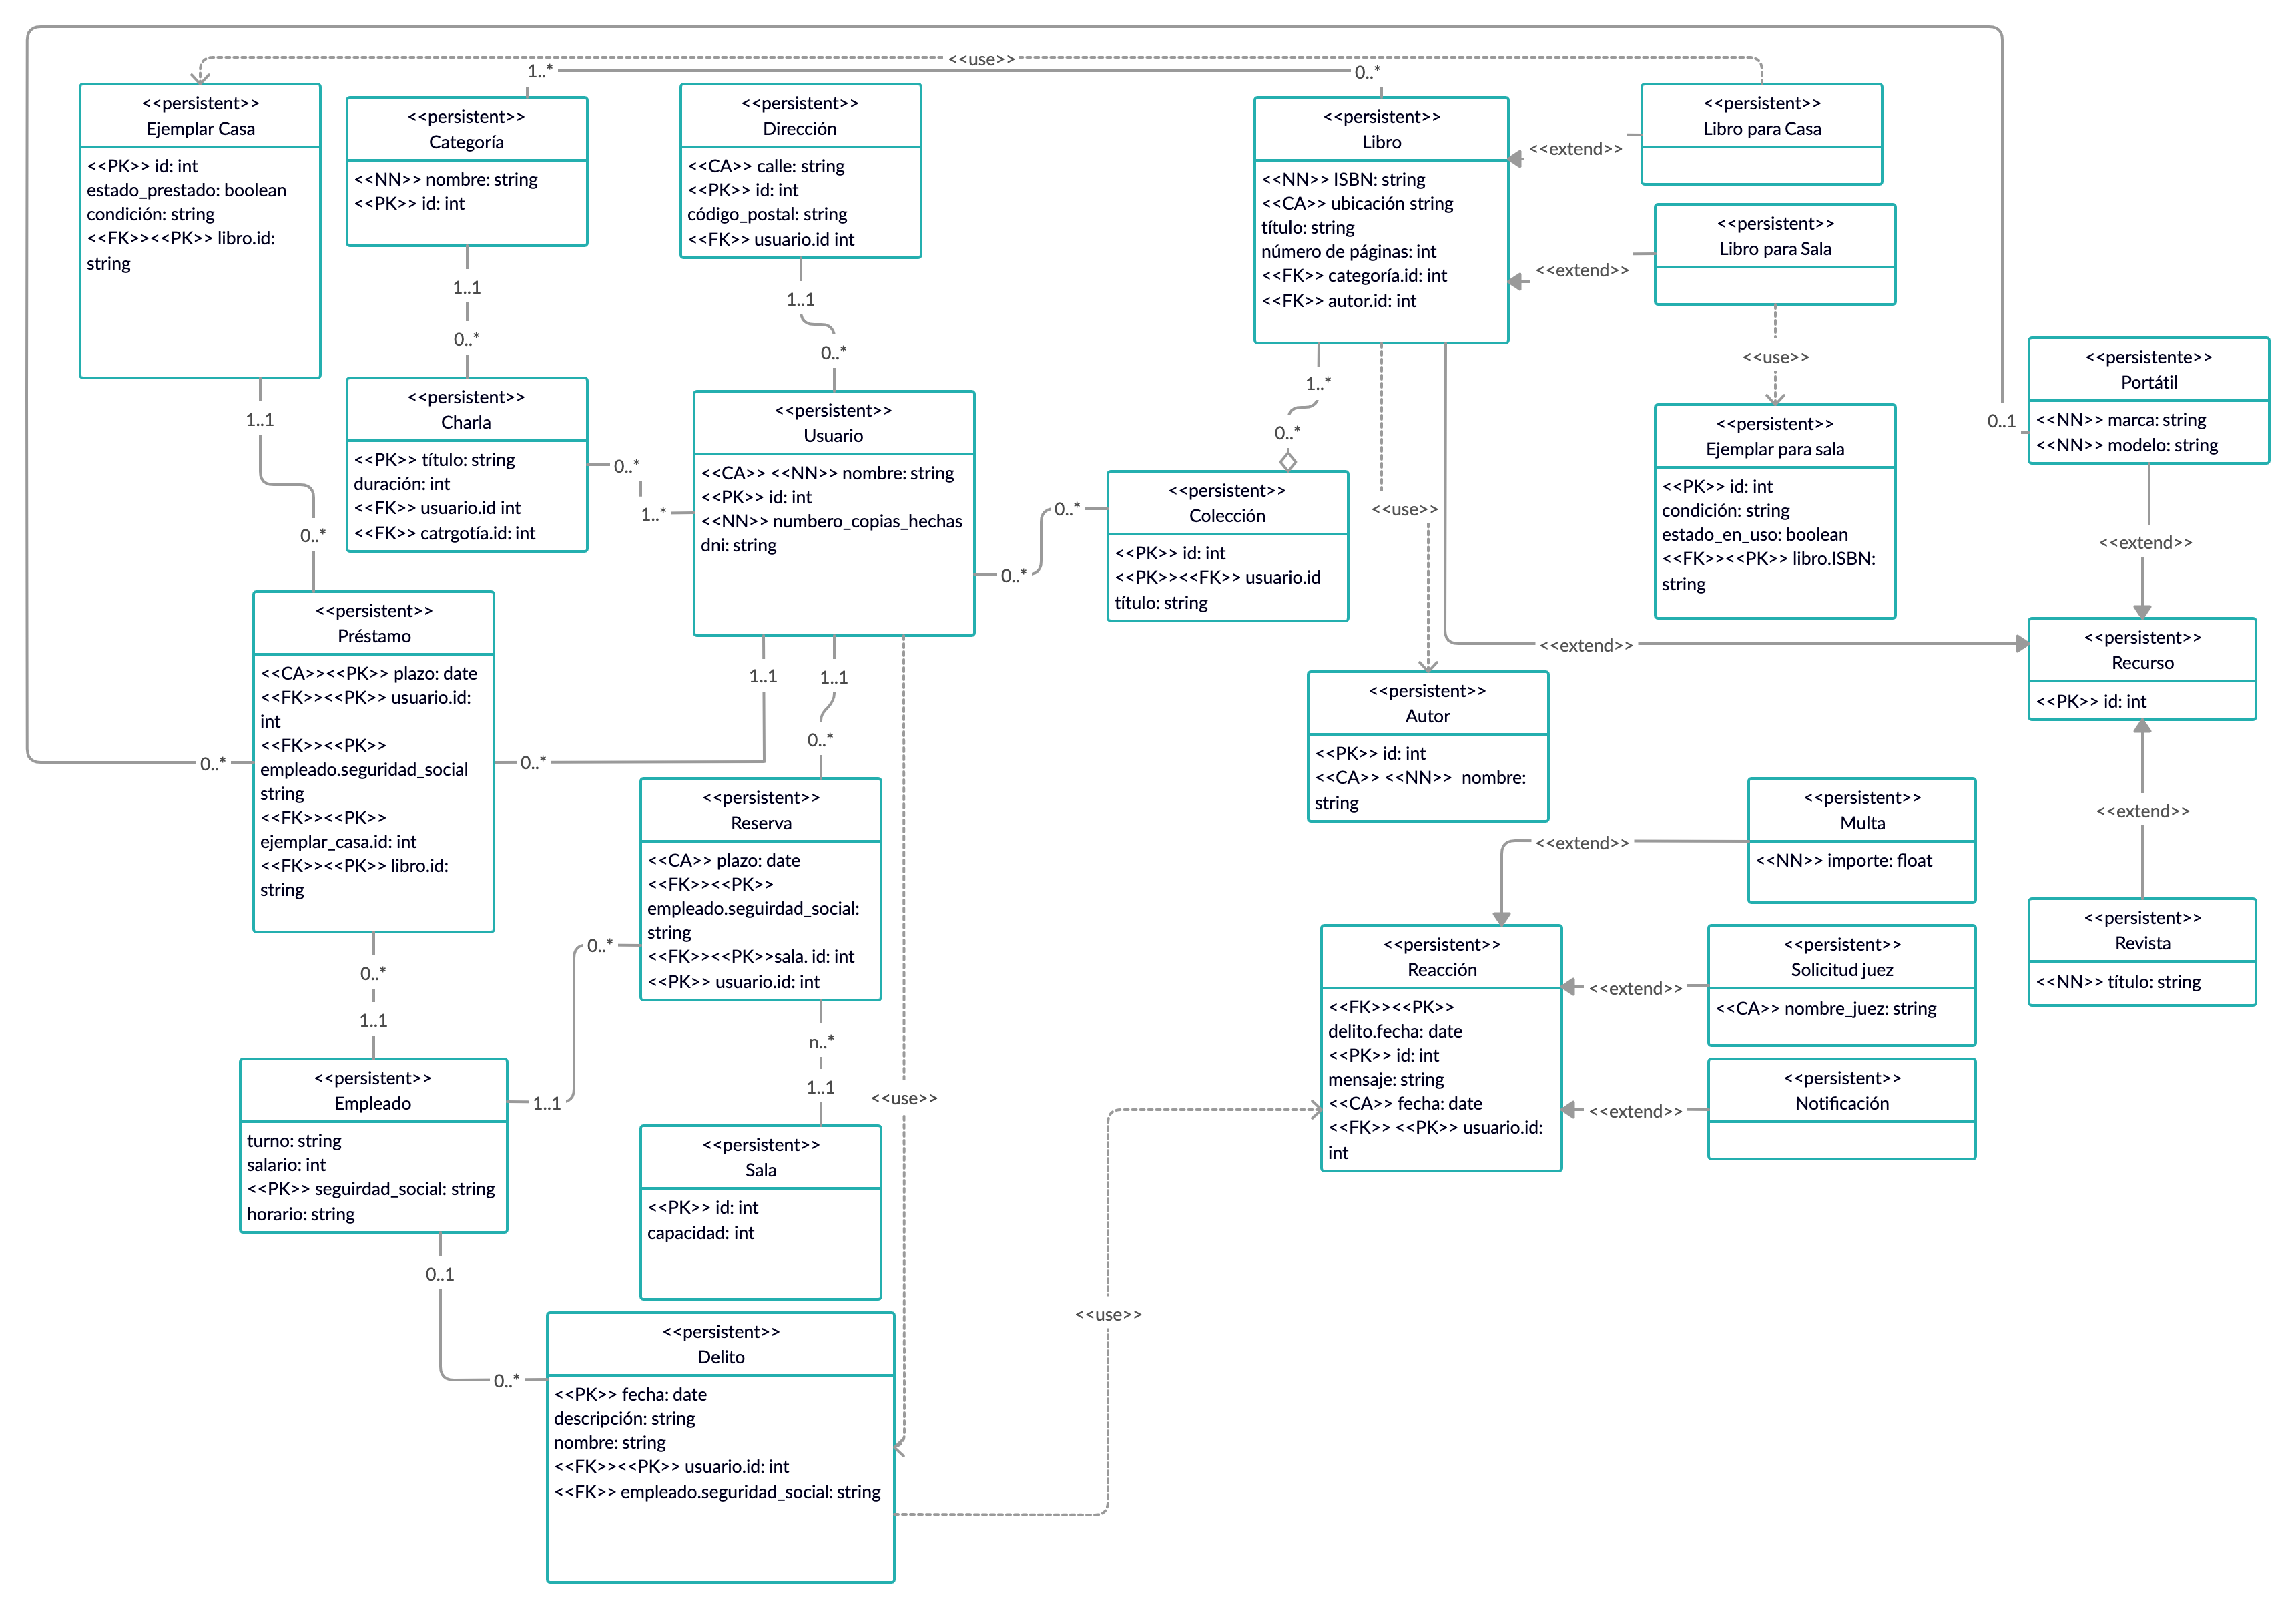 <<use>>
1..*
0..*
<<persistent>>
Ejemplar Casa
<<PK>> id: int
estado_prestado: boolean
condición: string
<<FK>><<PK>> libro.id:
string
<<persistent>>
Categoría
<<NN>> nombre: string
<<PK>> id: int
<<persistent>>
Dirección
<<CA>> calle: string
<<PK>> id: int
código_postal: string
<<FK>> usuario.id int
<<persistent>>
Libro
<<NN>> ISBN: string
<<CA>> ubicación string
título: string
número de páginas: int
<<FK>> categoría.id: int
<<FK>> autor.id: int
<<extend>>
<<persistent>>
Libro para Casa
<<extend>>
<<persistent>>
Libro para Sala
<<use>>
1..1
0..*
1..1
0..*
1..1
0..*
1..*
0..*
0..1
<<persistente>>
Portátil
<<NN>> marca: string
<<NN>> modelo: string
<<persistent>>
Charla
<<PK>> título: string
duración: int
<<FK>> usuario.id int
<<FK>> catrgotía.id: int
0..*
1..*
<<persistent>>
Usuario
<<CA>> <<NN>> nombre: string
<<PK>> id: int
<<NN>> numbero_copias_hechas
dni: string
0..*
0..*
<<persistent>>
Colección
<<PK>> id: int
<<PK>><<FK>> usuario.id
título: string
<<use>>
<<persistent>>
Ejemplar para sala
<<PK>> id: int
condición: string
estado_en_uso: boolean
<<FK>><<PK>> libro.ISBN:
string
<<extend>>
<<extend>>
<<persistent>>
Recurso
<<PK>> id: int
<<persistent>>
Préstamo
<<CA>><<PK>> plazo: date
<<FK>><<PK>> usuario.id:
int
<<FK>><<PK>>
empleado.seguridad_social
string
<<FK>><<PK>>
ejemplar_casa.id: int
<<FK>><<PK>> libro.id:
string
0..*
0..*
1..1
1..1
0..*
<<persistent>>
Autor
<<PK>> id: int
<<CA>> <<NN>>  nombre:
string
<<persistent>>
Reserva
<<CA>> plazo: date
<<FK>><<PK>>
empleado.seguirdad_social:
string
<<FK>><<PK>>sala. id: int
<<PK>> usuario.id: int
<<extend>>
<<persistent>>
Multa
<<NN>> importe: float
<<extend>>
<<persistent>>
Revista
<<NN>> título: string
0..*
1..1
0..*
1..1
n..*
1..1
<<use>>
<<persistent>>
Reacción
<<FK>><<PK>>
delito.fecha: date
<<PK>> id: int
mensaje: string
<<CA>> fecha: date
<<FK>> <<PK>> usuario.id:
int
<<extend>>
<<persistent>>
Solicitud juez
<<CA>> nombre_juez: string
<<extend>>
<<persistent>>
Notificación
<<persistent>>
Empleado
turno: string
salario: int
<<PK>> seguirdad_social: string
horario: string
<<persistent>>
Sala
<<PK>> id: int
capacidad: int
0..1
0..*
<<use>>
<<persistent>>
Delito
<<PK>> fecha: date
descripción: string
nombre: string
<<FK>><<PK>> usuario.id: int
<<FK>> empleado.seguridad_social: string